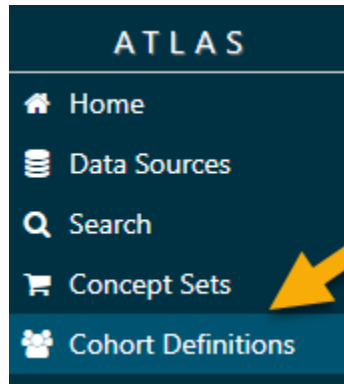 ATLAS
Home
Data Sources
Search
Concept Sets
Cohort Definitions